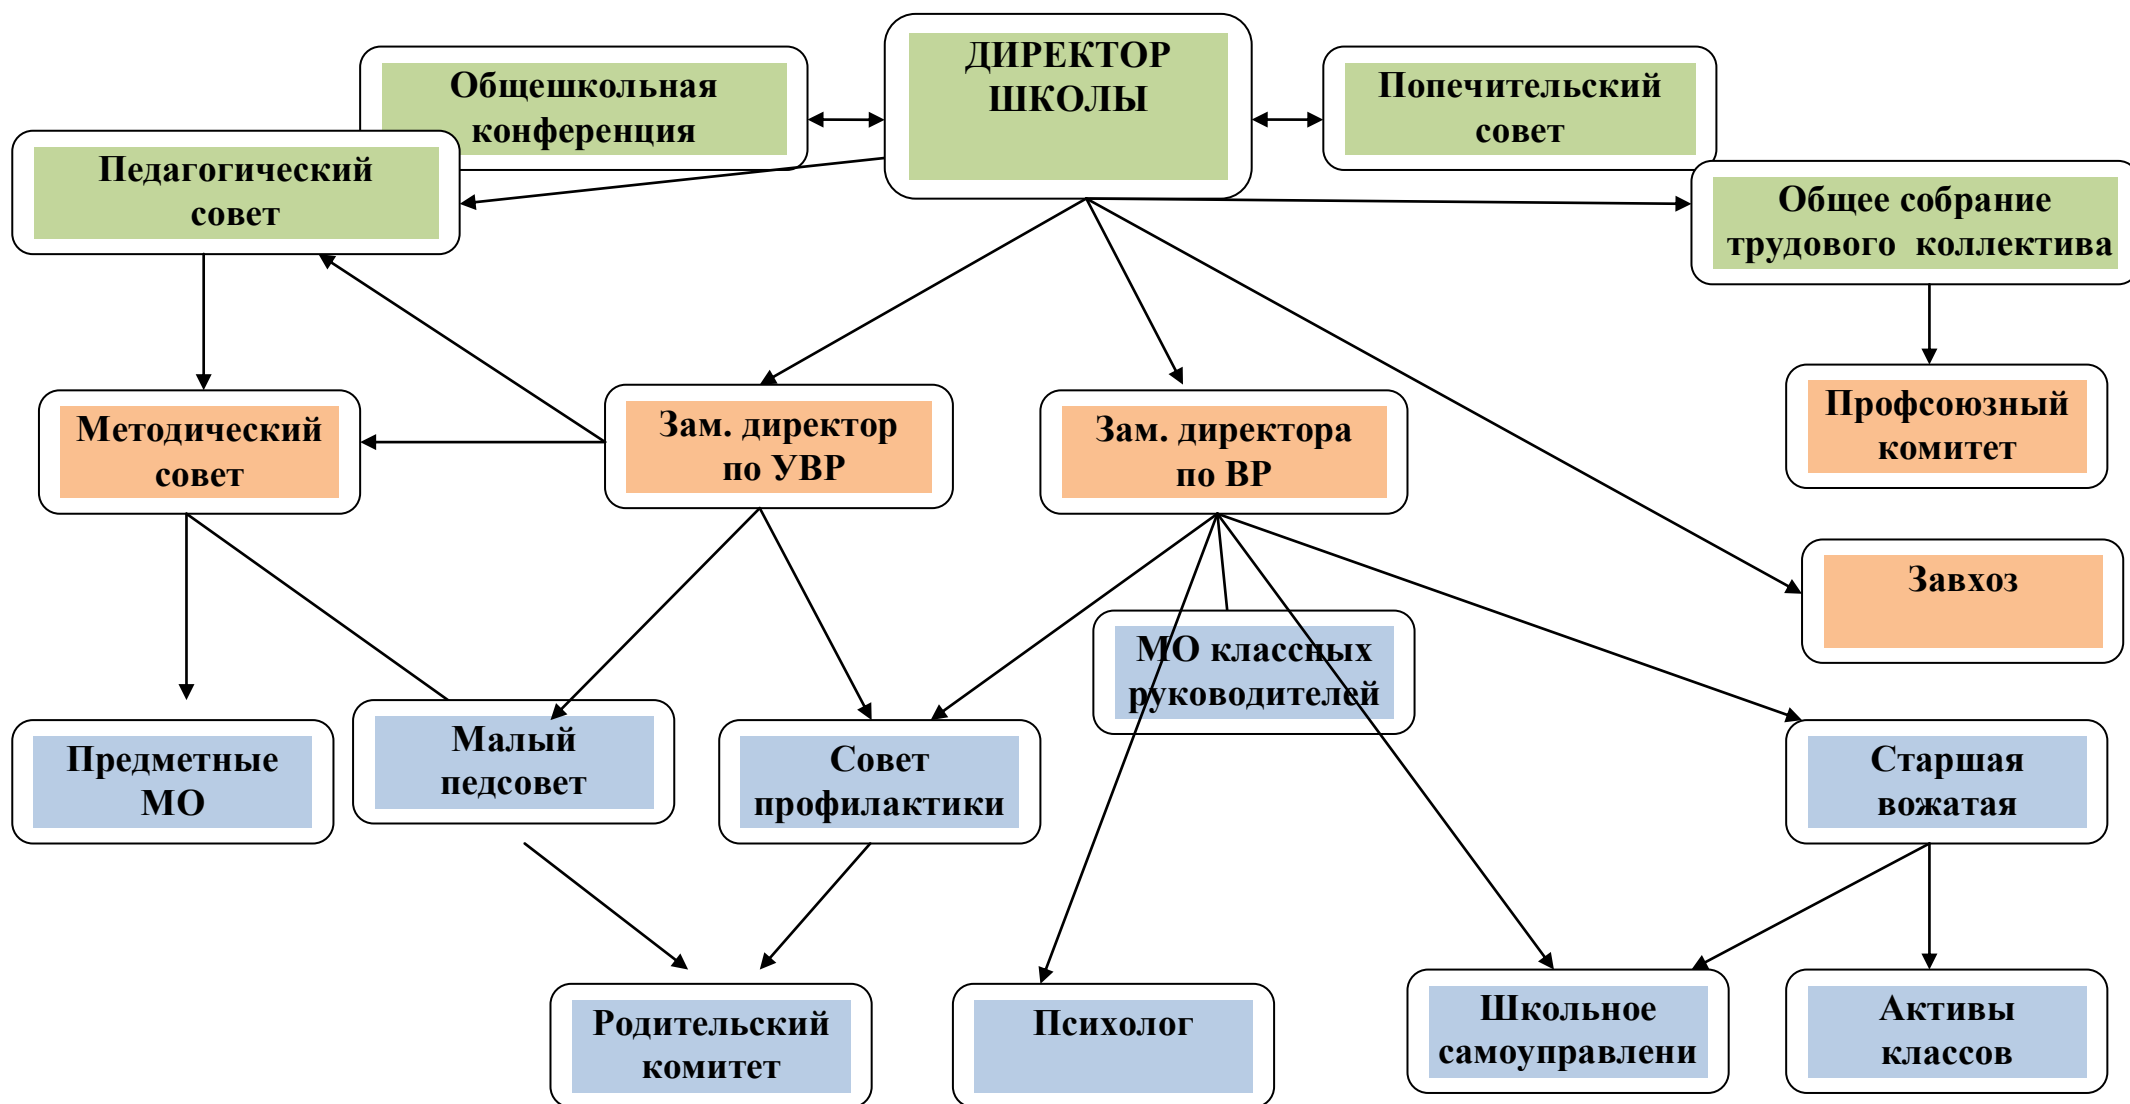 ДИРЕКТОР
ШКОЛЫ
Общешкольная
конференция
Попечительский
совет
Педагогический
совет
Общее собрание
трудового коллектива
Методический
совет
Зам. директор
по УВР
Зам. директора
по ВР
Профсоюзный
комитет
Завхоз
МО классных
руководителей
Предметные
МО
Малый
педсовет
Совет
профилактики
Старшая
вожатая
Родительский
комитет
Психолог
Школьное
самоуправлени
Активы
классов